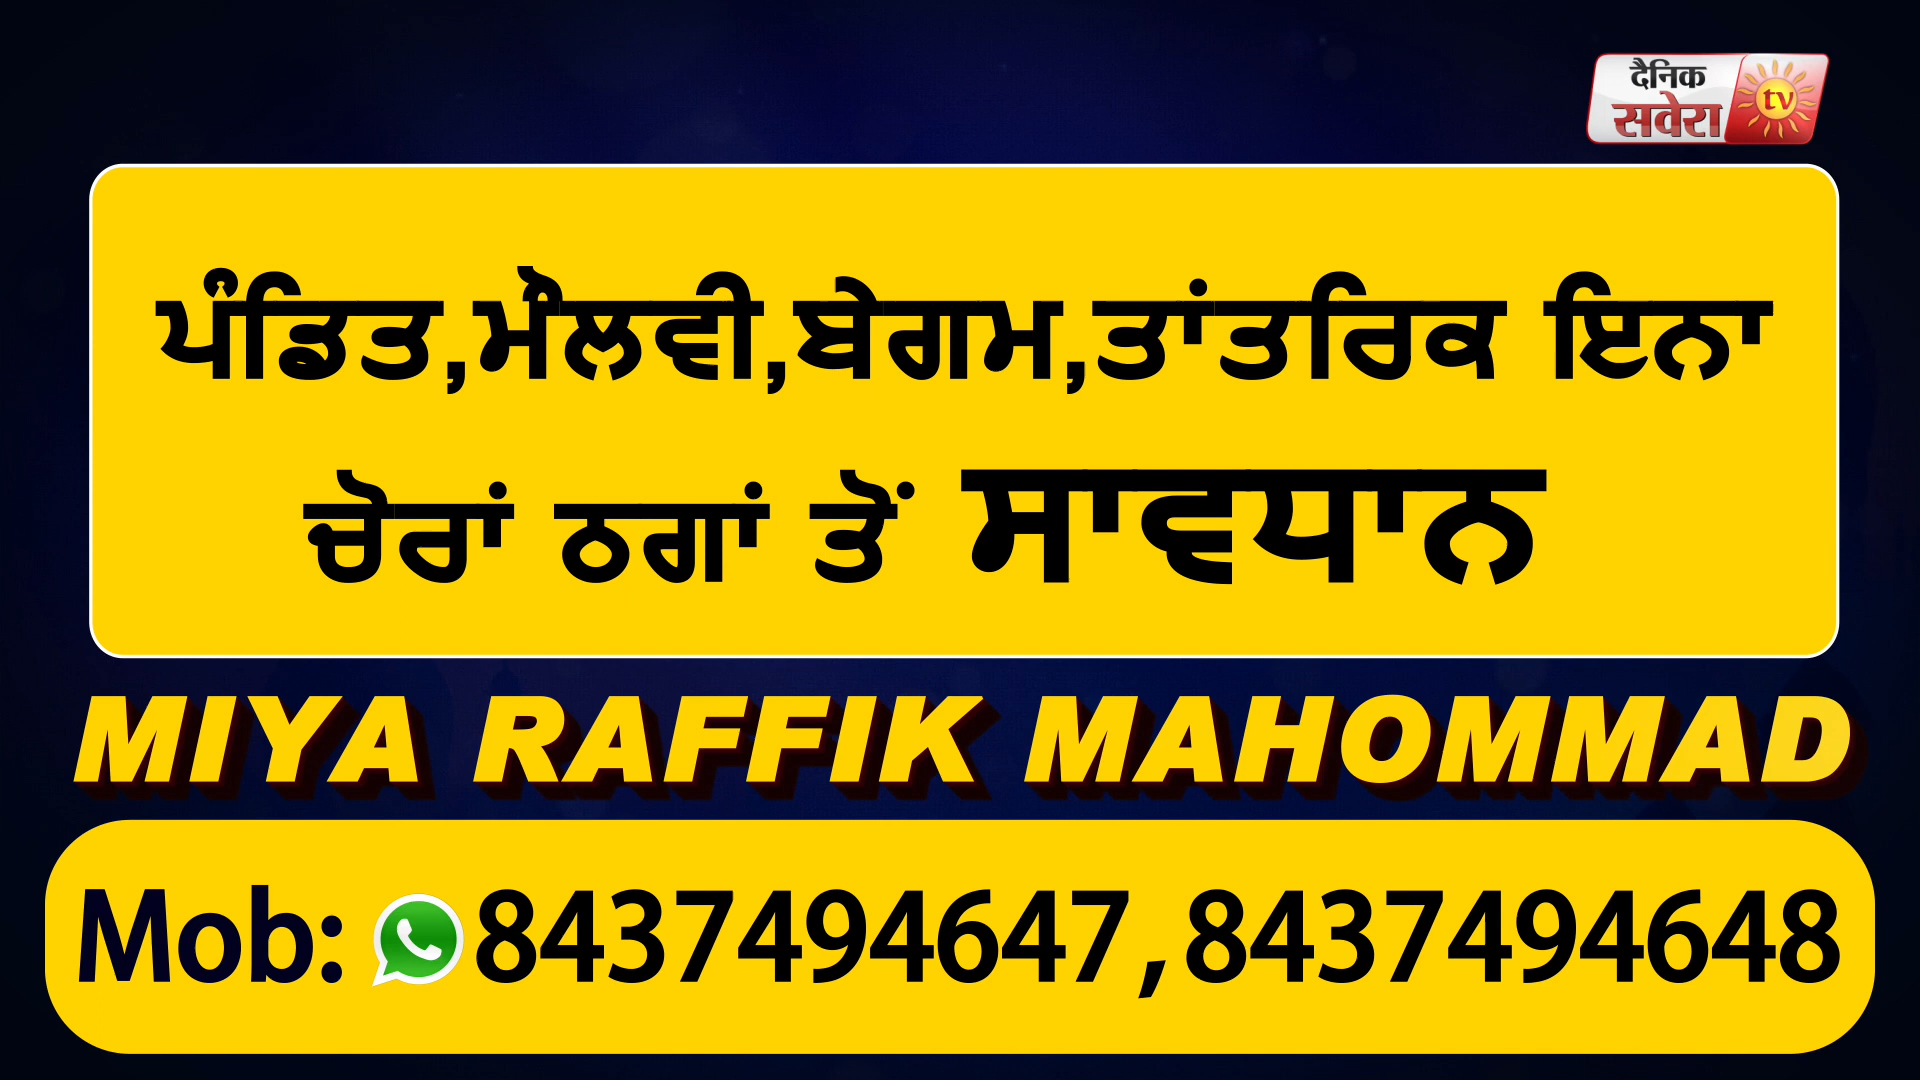 दैनिक
सवेरा tv
ਪੰਡਿਤ,ਮੌਲਵੀ,ਬੇਗਮ,ਤਾਂਤਰਿਕ ਇਨਾ
ਚੋਰਾਂ ਠਗਾਂ ਤੋਂ ਸਾਵਧਾਨ
MIYA RAFFIK MAHOMMAD
Mob: 8437494647, 8437494648